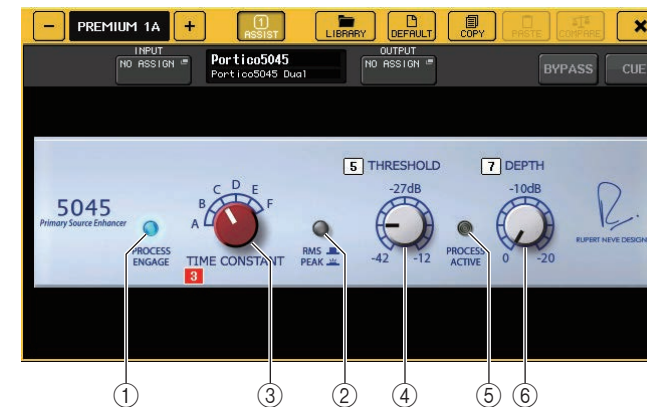 − PREMIUM 1A +
1 ASSIST
LIBRARY
DEFAULT
COPY
PASTE
COMPARE
INPUT
NO ASSIGN
Portico5045
Portico5045 Dual
OUTPUT
NO ASSIGN
BYPASS
CUE
5 THRESHOLD
7 DEPTH
5045
Primary Source Enhancer
PROCESS ENGAGE
A B C D E F
TIME CONSTANT
3
RMS
PEAK
-27dB
-42 -12
PROCESS ACTIVE
-10dB
0 -20
RUPERT NEVE DESIGN
① ③ ② ④ ⑤ ⑥